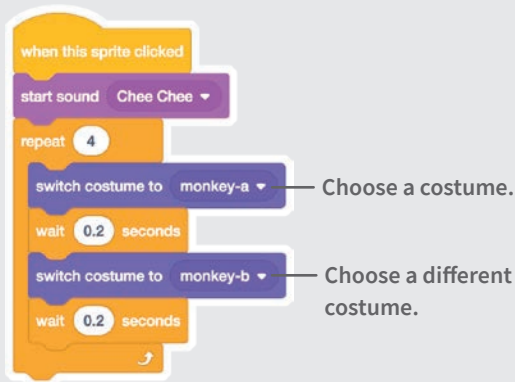 when this sprite clicked
start sound Chee Chee
repeat 4
switch costume to monkey-a
Choose a costume.
wait 0.2 seconds
switch costume to monkey-b
Choose a different
costume.
wait 0.2 seconds